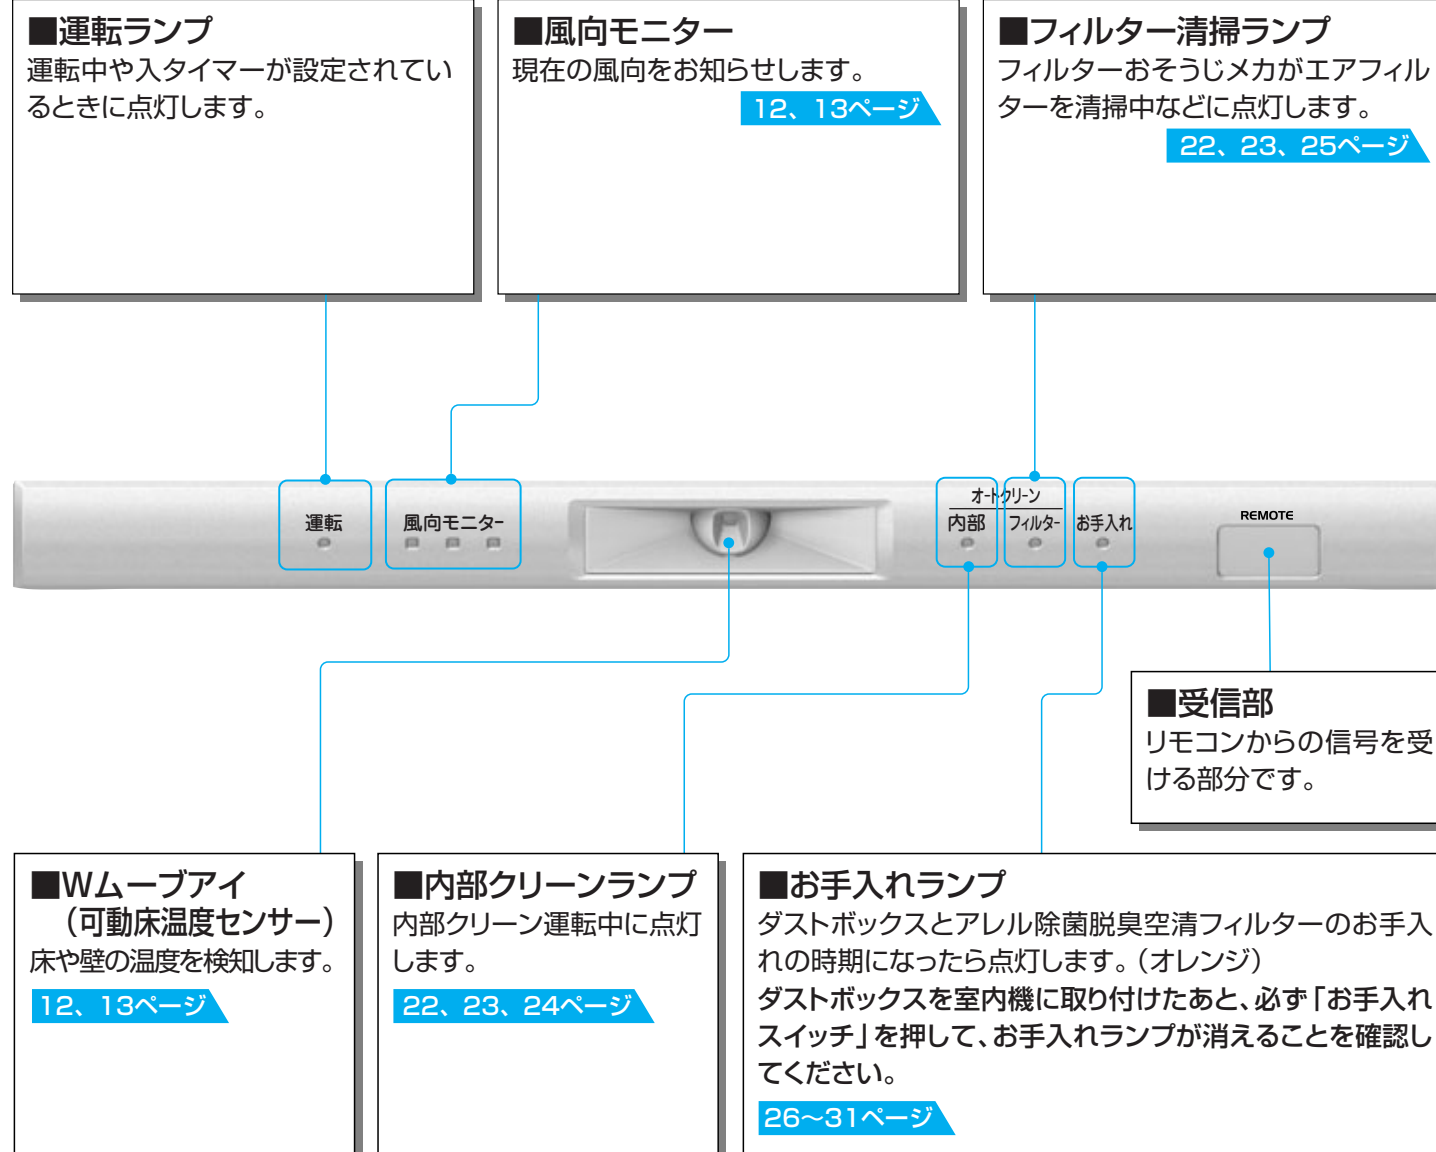 ■運転ランプ
運転中や入タイマーが設定されてい
るときに点灯します。
■風向モニター
現在の風向をお知らせします。
12、13ページ
■フィルター清掃ランプ
フィルターおそうじメカがエアフィル
ターを清掃中などに点灯します。
22、23、25ページ
運転
風向モニター
オートクリーン
内部
フィルター
お手入れ
REMOTE
■受信部
リモコンからの信号を受
ける部分です。
■Wムーブアイ
（可動床温度センサー）
床や壁の温度を検知します。
12、13ページ
■内部クリーンランプ
内部クリーン運転中に点灯
します。
22、23、24ページ
■お手入れランプ
ダストボックスとアレル除菌脱臭空清フィルターのお手入
れの時期になったら点灯します。（オレンジ）
ダストボックスを室内機に取り付けたあと、必ず「お手入れ
スイッチ」を押して、お手入れランプが消えることを確認し
てください。
26～31ページ